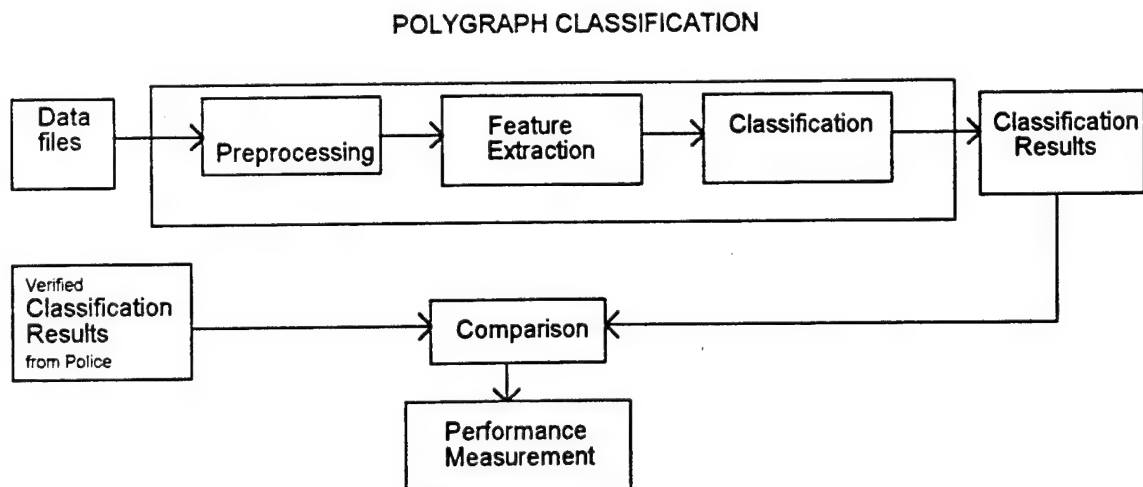 POLYGRAPH CLASSIFICATION
Data
files
Preprocessing
Feature
Extraction
Classification
Classification
Results
Verified
Classification
Results
from Police
Comparison
Performance
Measurement